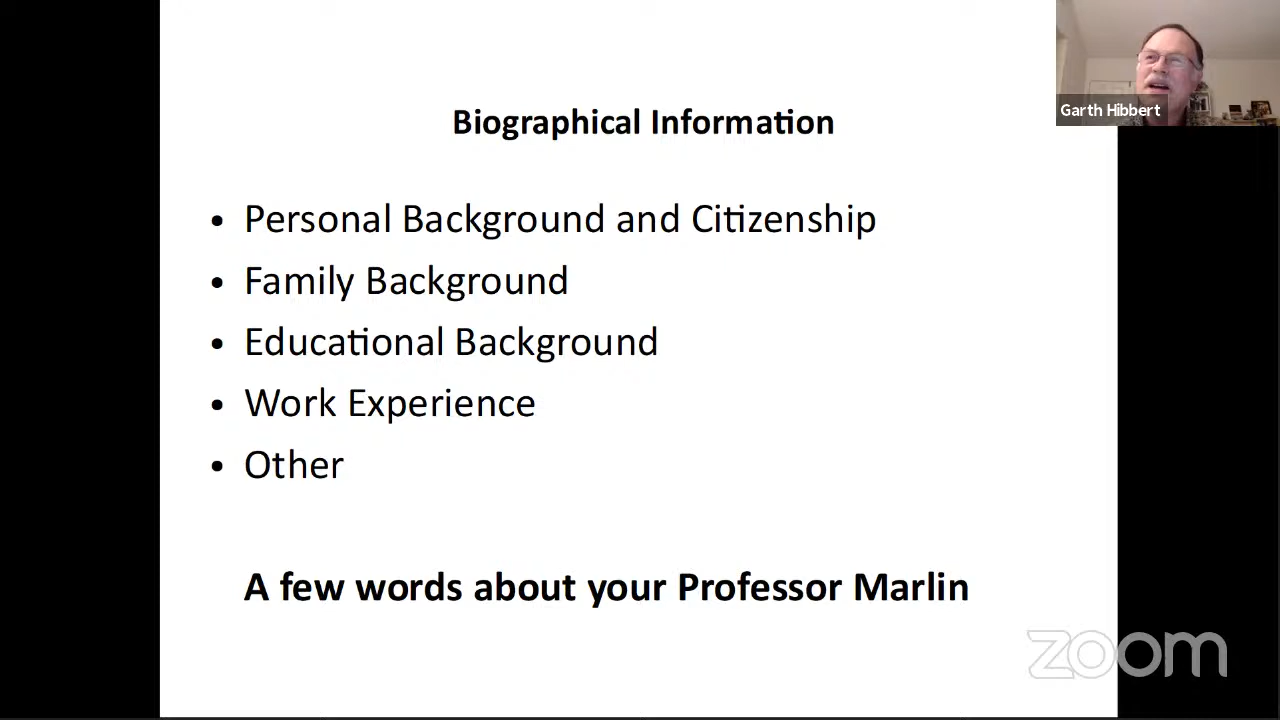 Biographical Information
Garth Hibbert
• Personal Background and Citizenship
• Family Background
• Educational Background
• Work Experience
• Other
A few words about your Professor Marlin
zoom